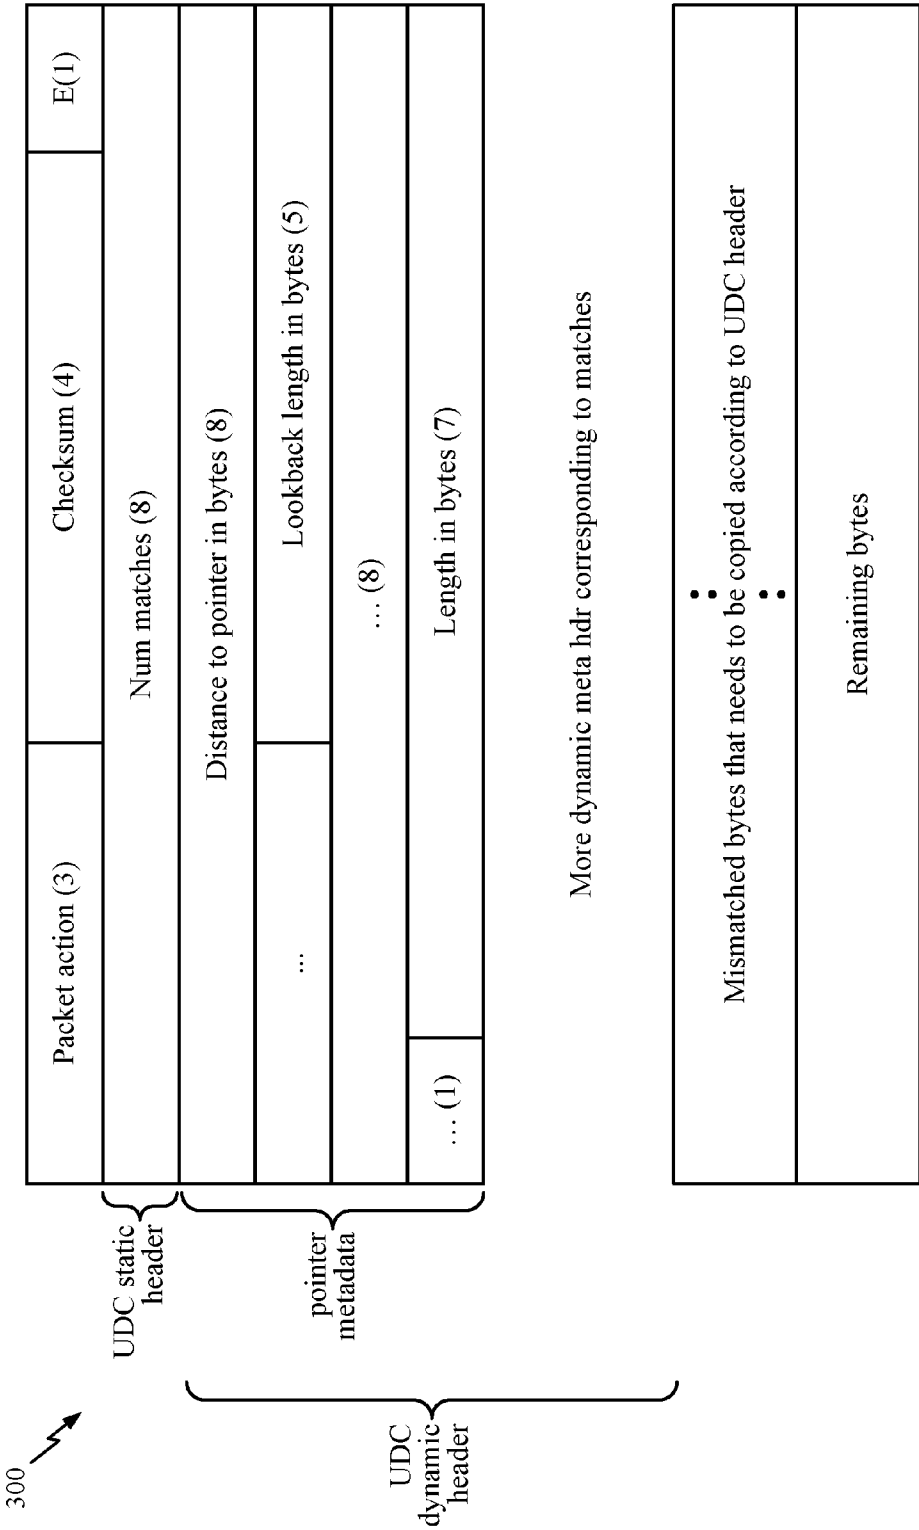 300
Packet action (3)
Checksum (4)
E(1)
UDC static
header
Num matches (8)
UDC
dynamic
header
pointer
metadata
Distance to pointer in bytes (8)
...
Lookback length in bytes (5)
... (8)
... (1)
Length in bytes (7)
More dynamic meta hdr corresponding to matches
Mismatched bytes that needs to be copied according to UDC header
Remaining bytes